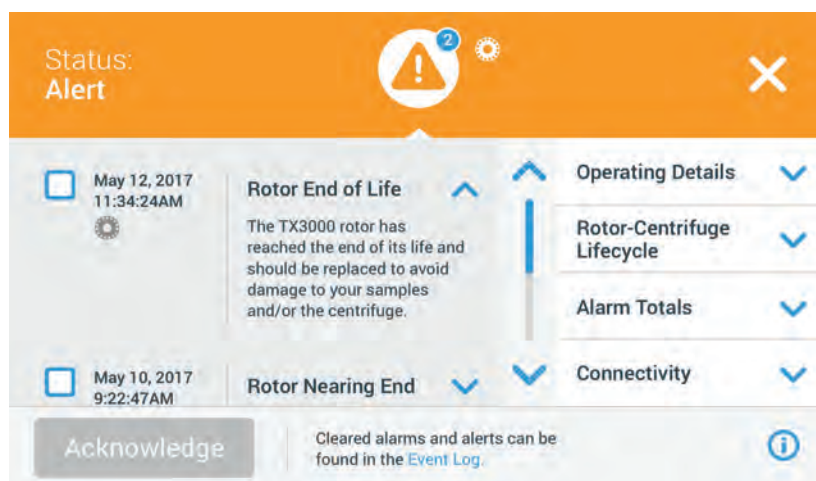 Status:
Alert
2
May 12, 2017
11:34:24AM
Rotor End of Life
The TX3000 rotor has
reached the end of its life and
should be replaced to avoid
damage to your samples
and/or the centrifuge.
May 10, 2017
9:22:47AM
Rotor Nearing End
Operating Details
Rotor-Centrifuge
Lifecycle
Alarm Totals
Connectivity
Acknowledge
Cleared alarms and alerts can be
found in the Event Log.